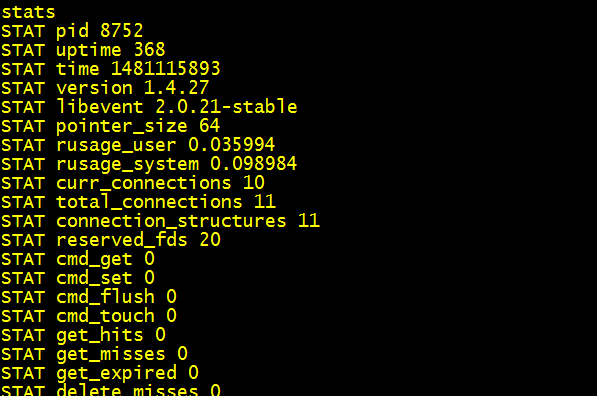 stats
STAT pid 8752
STAT uptime 368
STAT time 1481115893
STAT version 1.4.27
STAT libevent 2.0.21-stable
STAT pointer_size 64
STAT rusage_user 0.035994
STAT rusage_system 0.098984
STAT curr_connections 10
STAT total_connections 11
STAT connection_structures 11
STAT reserved_fds 20
STAT cmd_get 0
STAT cmd_set 0
STAT cmd_flush 0
STAT cmd_touch 0
STAT get_hits 0
STAT get_misses 0
STAT get_expired 0
STAT delete_misses 0